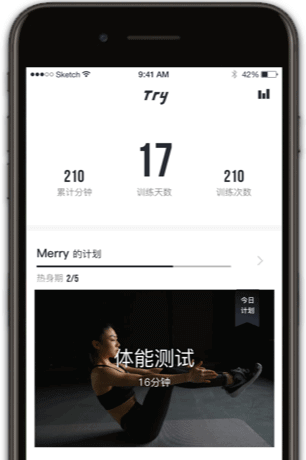 Sketch 9:41 AM 42%
Try
17
210 210
累计分钟 训练天数 训练次数
Merry 的计划
热身期 2/5
今日
计划
体能测试
16分钟